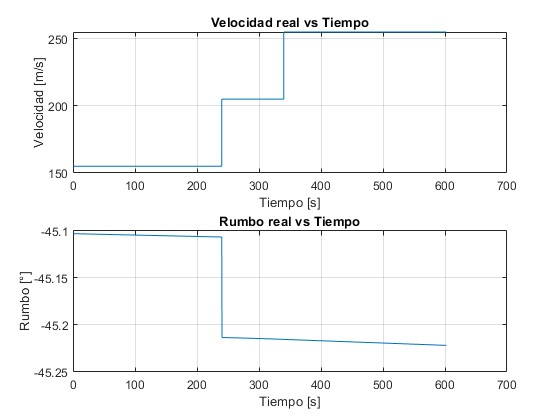 Velocidad real vs Tiempo
250
200
150
Velocidad [m/s]
0 100 200 300 400 500 600 700
Tiempo [s]
Rumbo real vs Tiempo
-45.1
-45.15
-45.2
-45.25
Rumbo [°]
0 100 200 300 400 500 600 700
Tiempo [s]